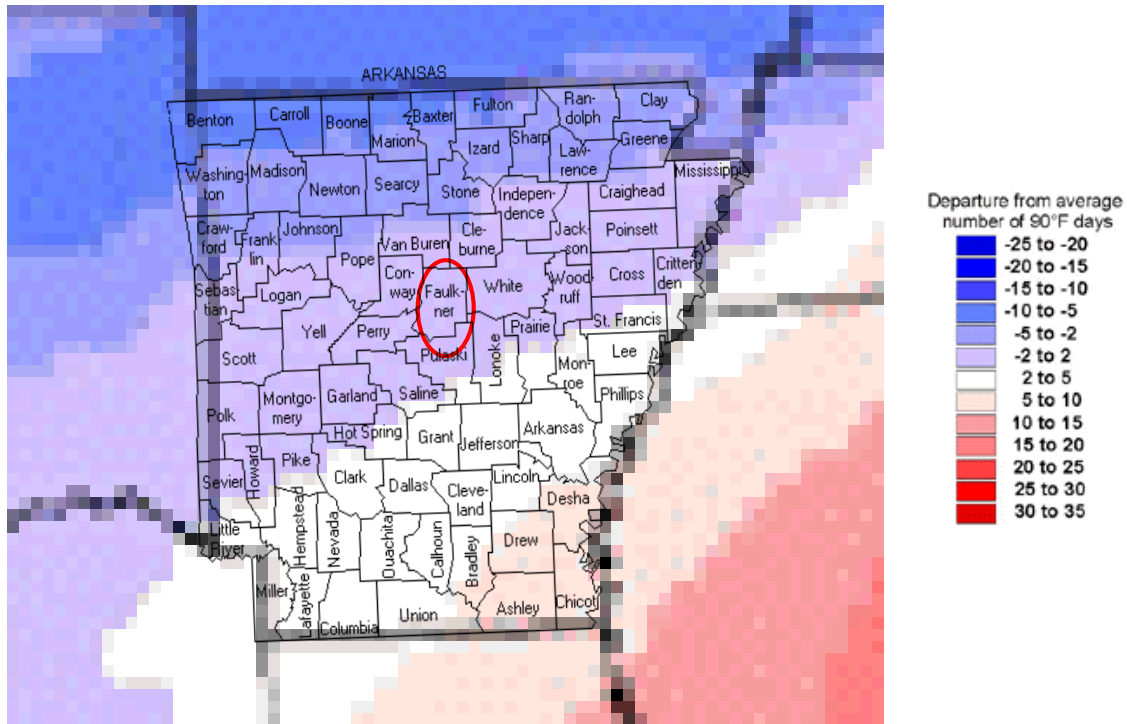 ARKANSAS
Benton
Carroll
Boone
Marion
Baxter
Fulton
Ran-
dolph
Clay
Izard
Sharp
Law-
rence
Greene
Washing-
ton
Madison
Newton
Searcy
Stone
Indepen-
dence
Craighead
Mississippi
Craw-
ford
Frank-
lin
Johnson
Pope
Van Buren
Cle-
burne
Jack-
son
Poinsett
Sebas-
tian
Logan
Con-
way
Faulk-
ner
White
Wood
ruff
Cross
Critten
den
Scott
Yell
Perry
Pulaski
Lonoke
Prairie
St. Francis
Mon-
roe
Lee
Phillips
Polk
Montgo-
mery
Garland
Saline
Hot Spring
Grant
Jefferson
Arkansas
Sevier
Howard
Pike
Clark
Dallas
Cleve-
land
Lincoln
Desha
Little
River
Hempstead
Nevada
Ouachita
Calhoun
Bradley
Drew
Miller
Lafayette
Columbia
Union
Ashley
Chicot
Departure from average
number of 90°F days
-25 to -20
-20 to -15
-15 to -10
-10 to -5
-5 to -2
-2 to 2
2 to 5
5 to 10
10 to 15
15 to 20
20 to 25
25 to 30
30 to 35